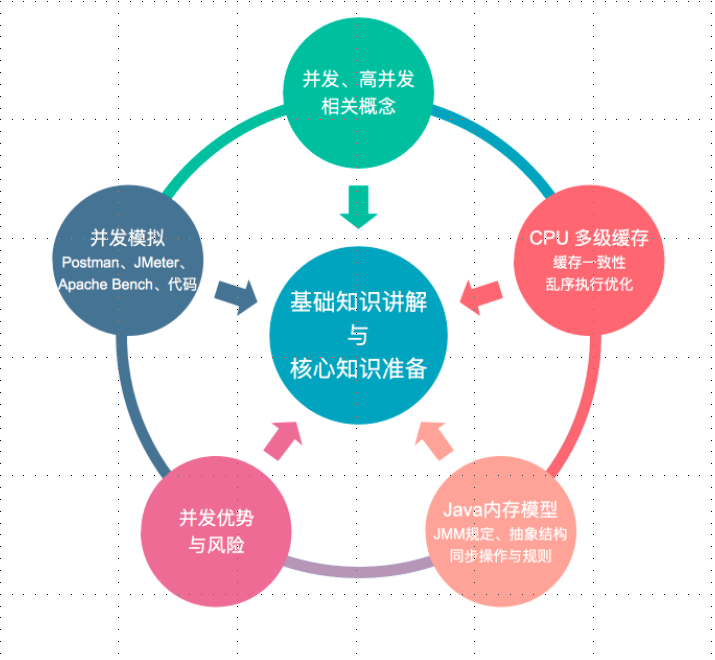 并发、高并发
相关概念
并发模拟
Postman、JMeter、
Apache Bench、代码
CPU 多级缓存
缓存一致性
乱序执行优化
基础知识讲解
与
核心知识准备
并发优势
与风险
Java内存模型
JMM规定、抽象结构
同步操作与规则